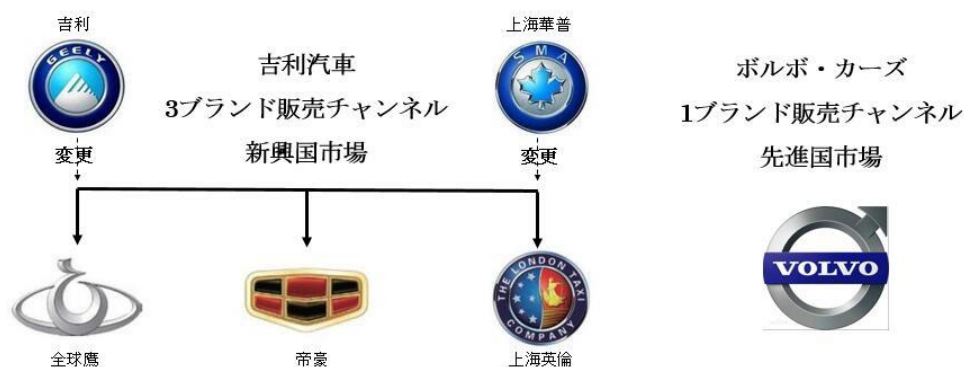 吉利
GEELY
変更
吉利汽車
3ブランド販売チャンネル
新興国市場
上海華普
SMA
変更
ボルボ・カーズ
1ブランド販売チャンネル
先進国市場
全球鷹
帝豪
THE LONDON TAXI
COMPANY
上海英倫
VOLVO